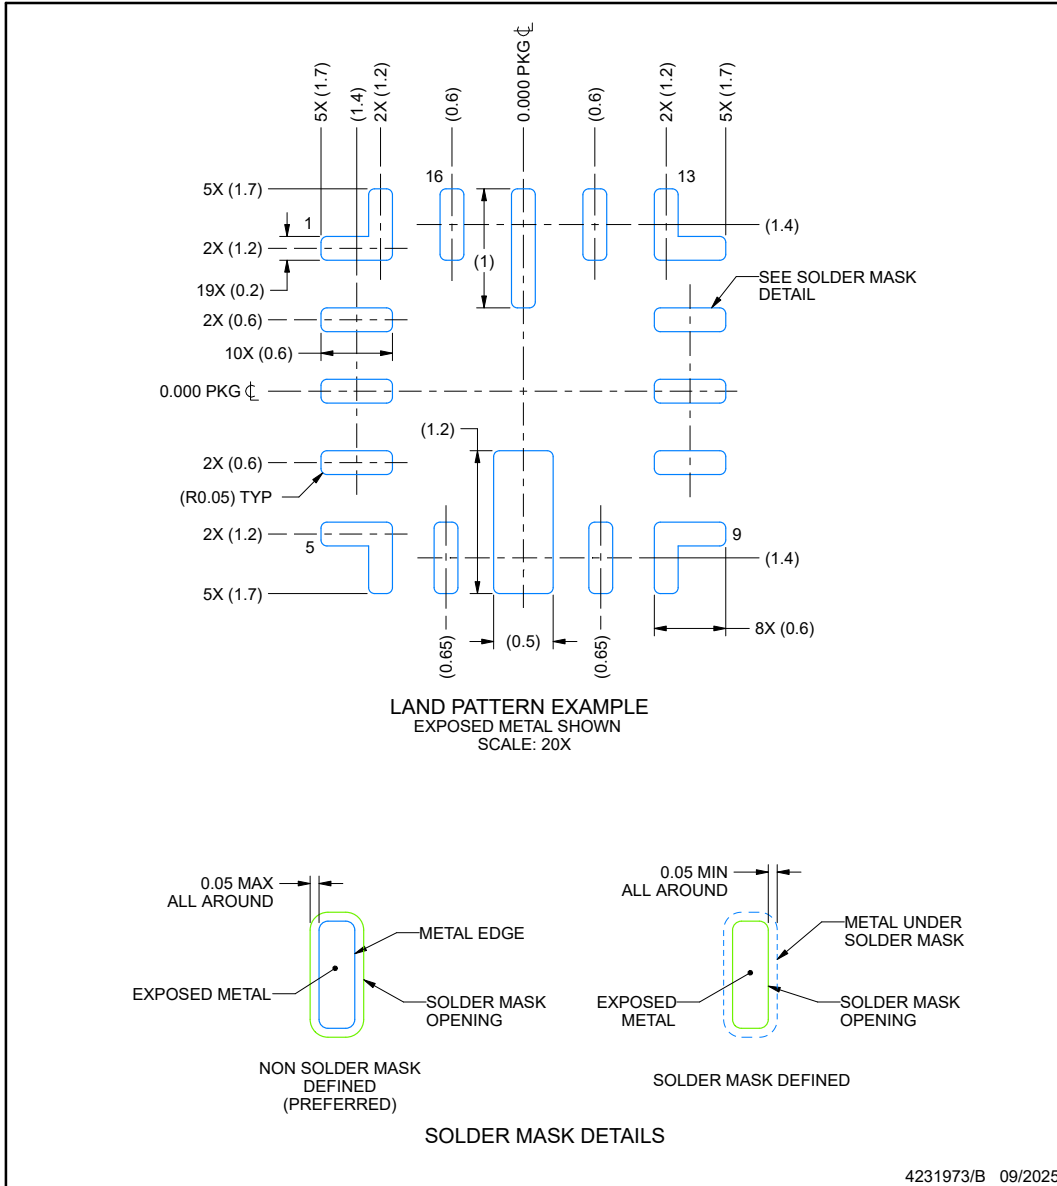 5X (1.7)
(1.4)
2X (1.2)
(0.6)
0.000 PKG ℄
(0.6)
2X (1.2)
5X (1.7)
5X (1.7)
1
16
13
2X (1.2)
(1.4)
19X (0.2)
(1)
SEE SOLDER MASK
DETAIL
2X (0.6)
10X (0.6)
0.000 PKG ℄
(1.2)
2X (0.6)
(R0.05) TYP
2X (1.2)
5
9
(1.4)
5X (1.7)
8X (0.6)
(0.65)
(0.5)
(0.65)
LAND PATTERN EXAMPLE
EXPOSED METAL SHOWN
SCALE: 20X
0.05 MAX
ALL AROUND
METAL EDGE
EXPOSED METAL
SOLDER MASK
OPENING
NON SOLDER MASK
DEFINED
(PREFERRED)
0.05 MIN
ALL AROUND
METAL UNDER
SOLDER MASK
EXPOSED
METAL
SOLDER MASK
OPENING
SOLDER MASK DEFINED
SOLDER MASK DETAILS
4231973/B 09/2025